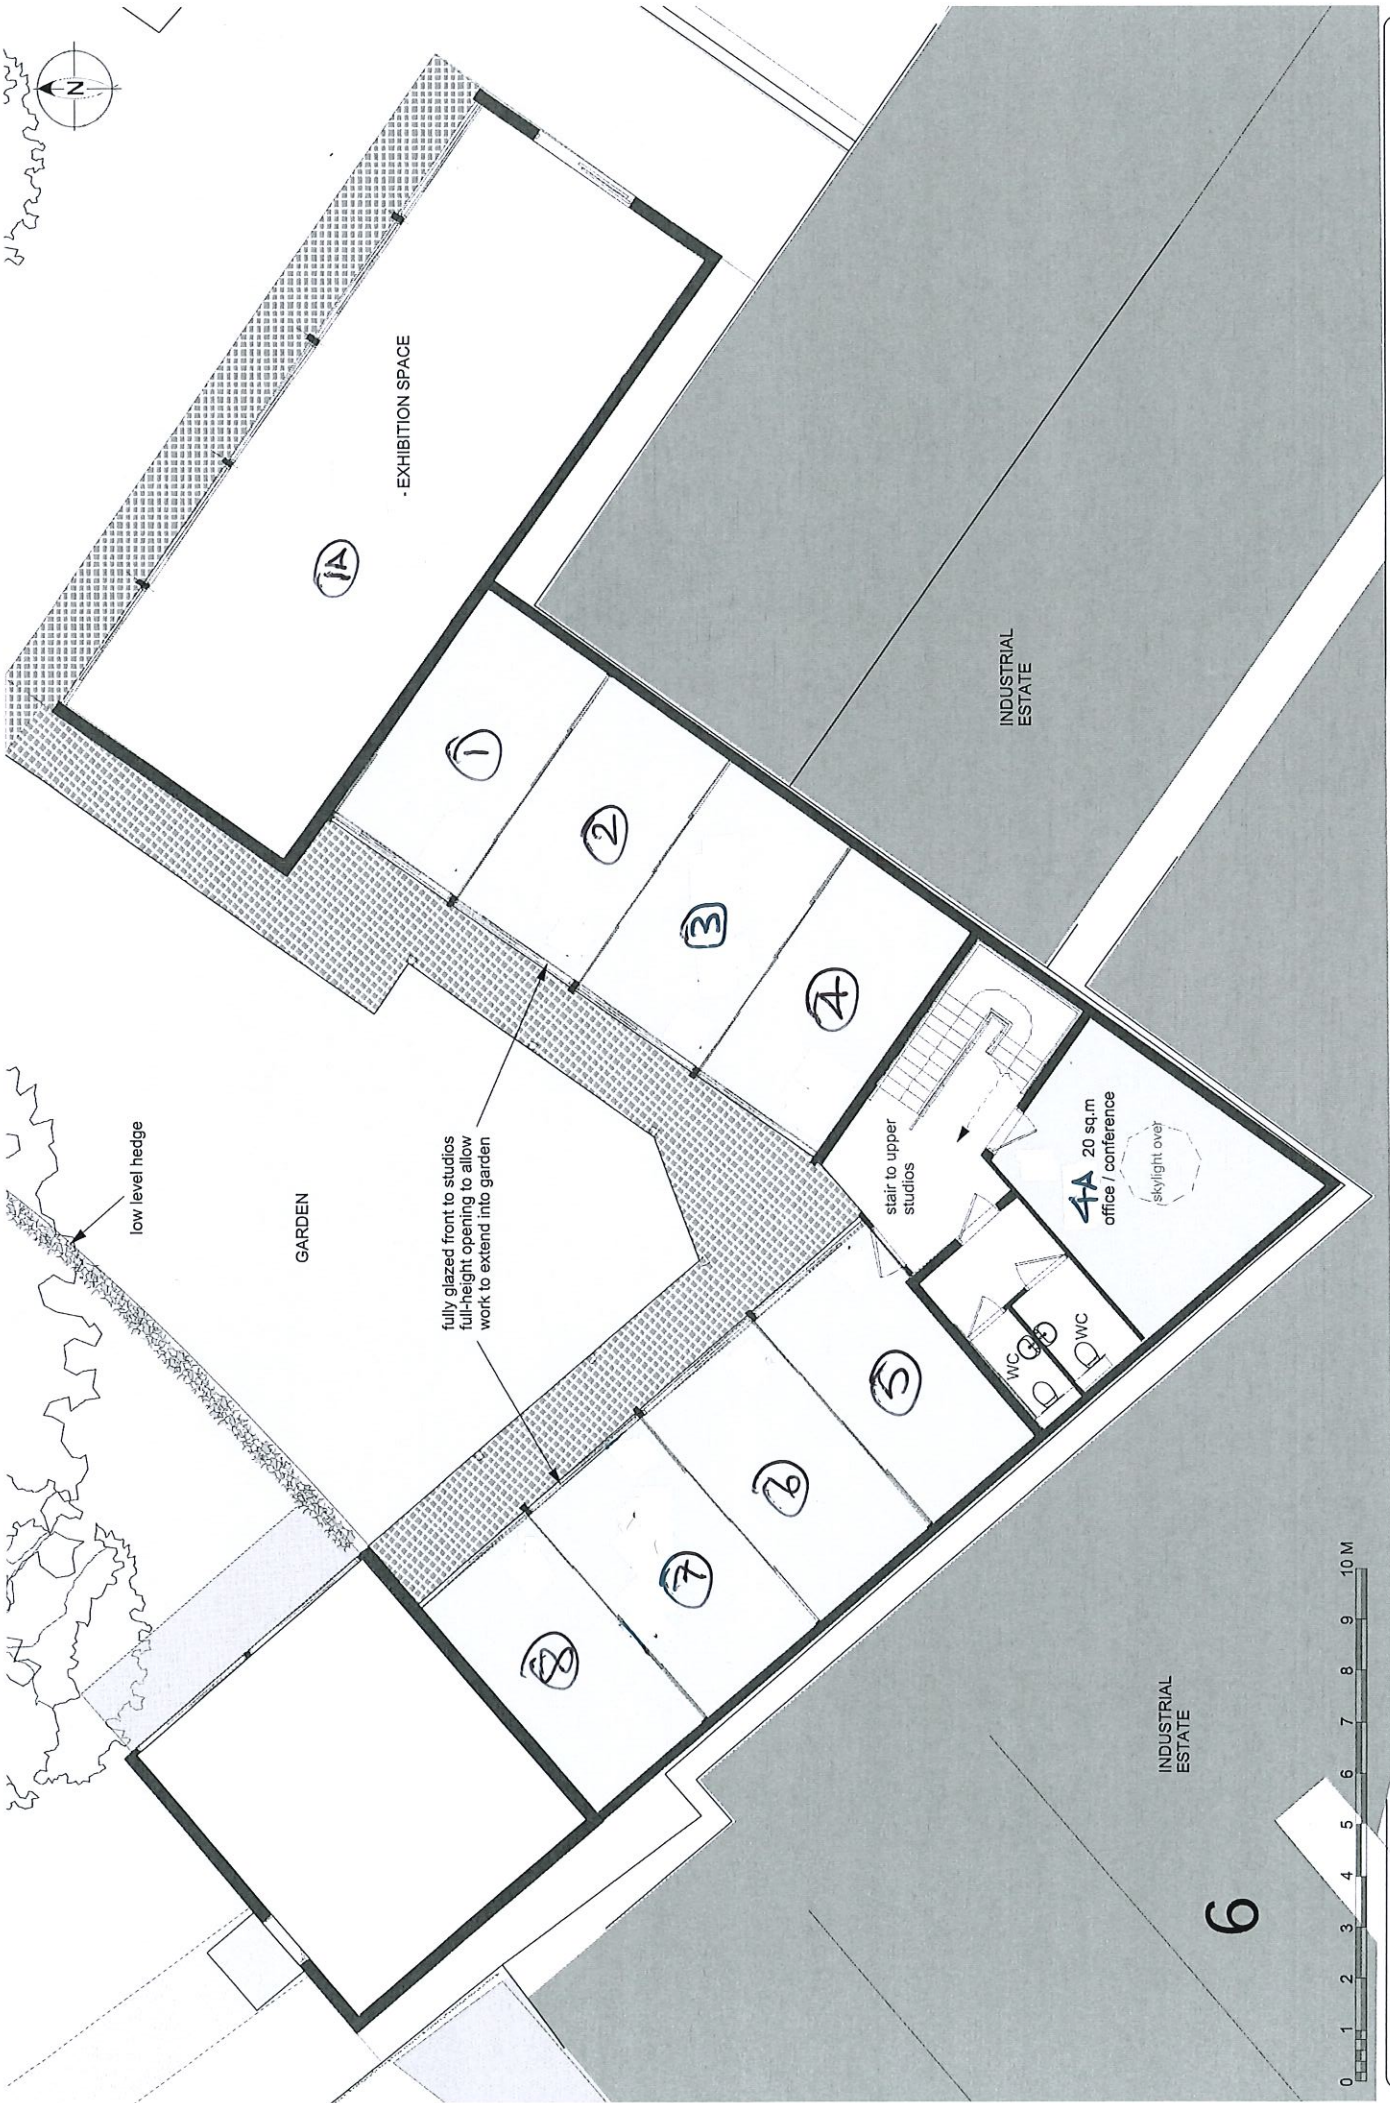 N
- EXHIBITION SPACE
1A
1
2
3
4
INDUSTRIAL
ESTATE
low level hedge
GARDEN
fully glazed front to studios
full-height opening to allow
work to extend into garden
stair to upper
studios
4A 20 sq.m
office / conference
skylight over
WC
WC
5
6
7
8
INDUSTRIAL
ESTATE
6
0 1 2 3 4 5 6 7 8 9 10 M